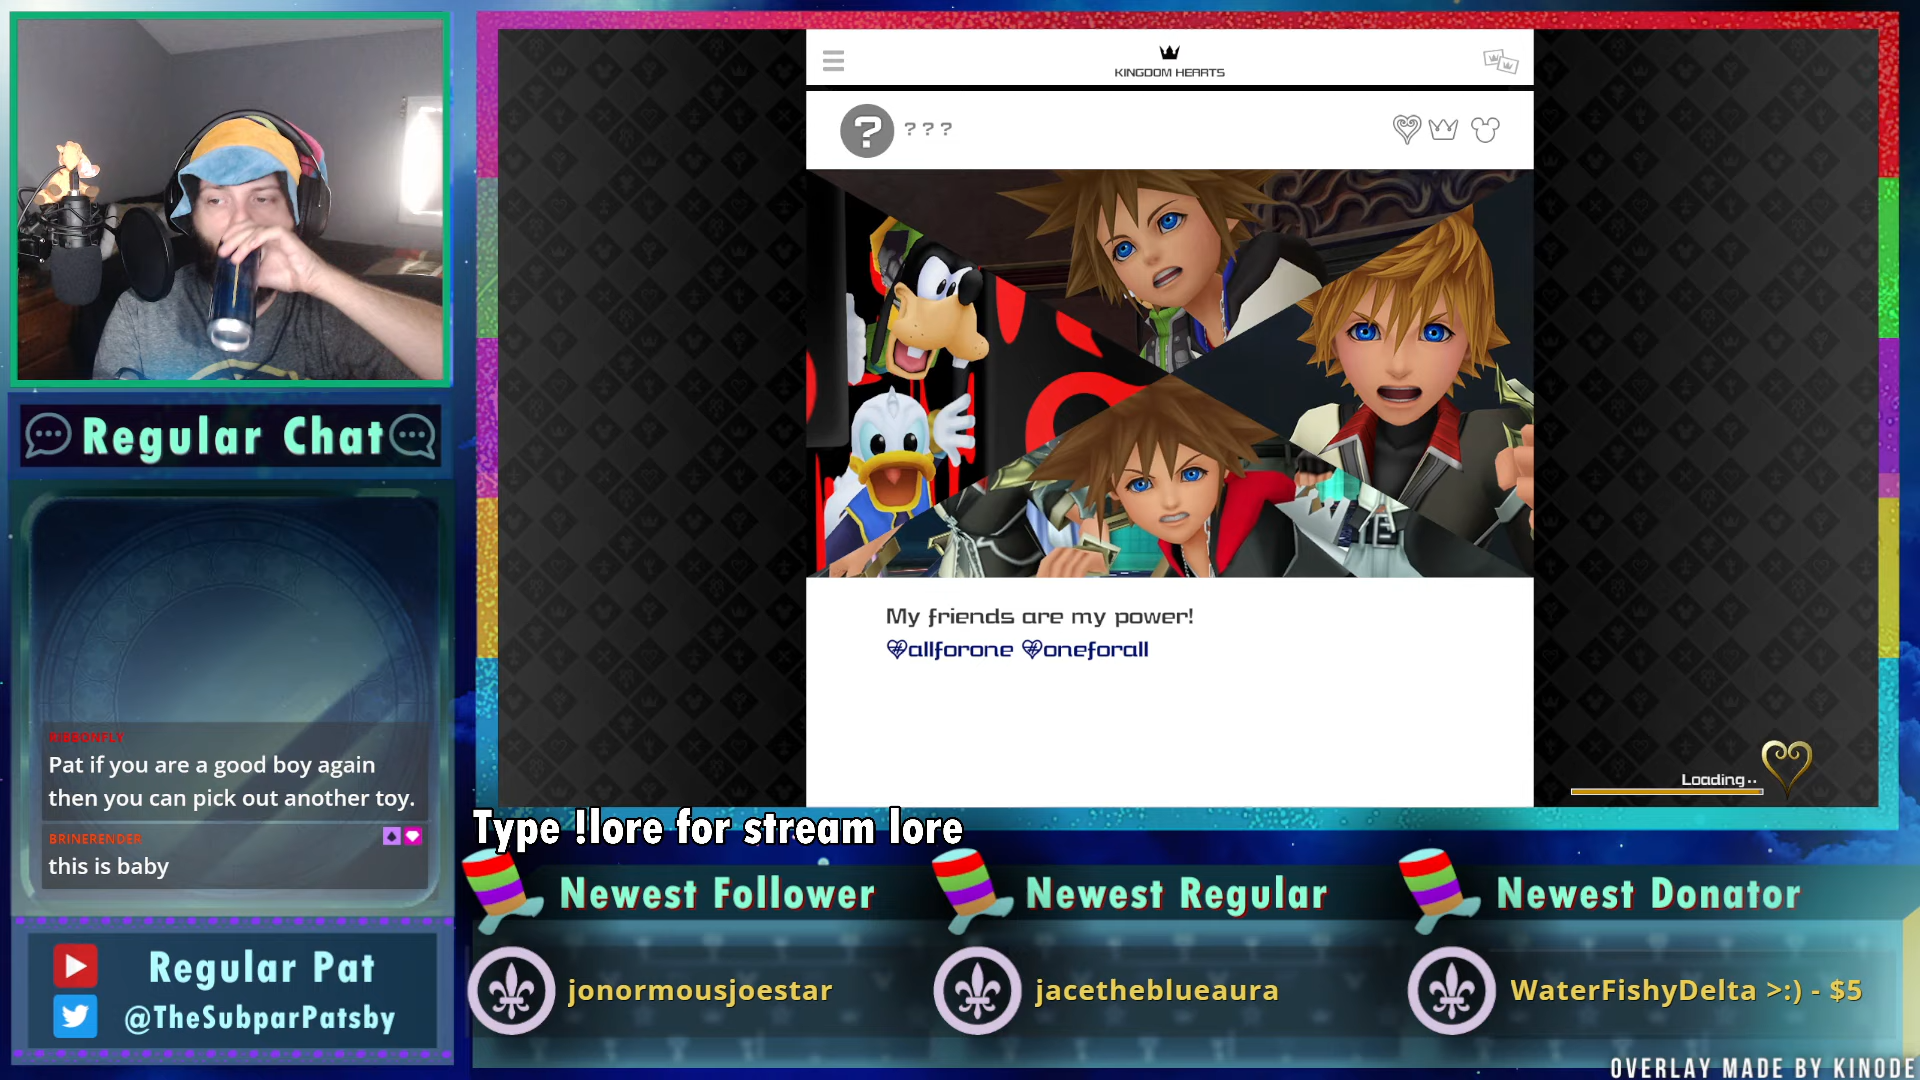 KINGDOM HEARTS
? ???
My friends are my power!
allforone oneforall
Loading..
Regular Chat
RIBBONFLY
Pat if you are a good boy again
then you can pick out another toy.
BRINERENDER
this is baby
Regular Pat
@TheSubparPatsby
Type !lore for stream lore
Newest Follower
jonormousjoestar
Newest Regular
jacetheblueaura
Newest Donator
WaterFishyDelta >:) - $5
OVERLAY MADE BY KINODE